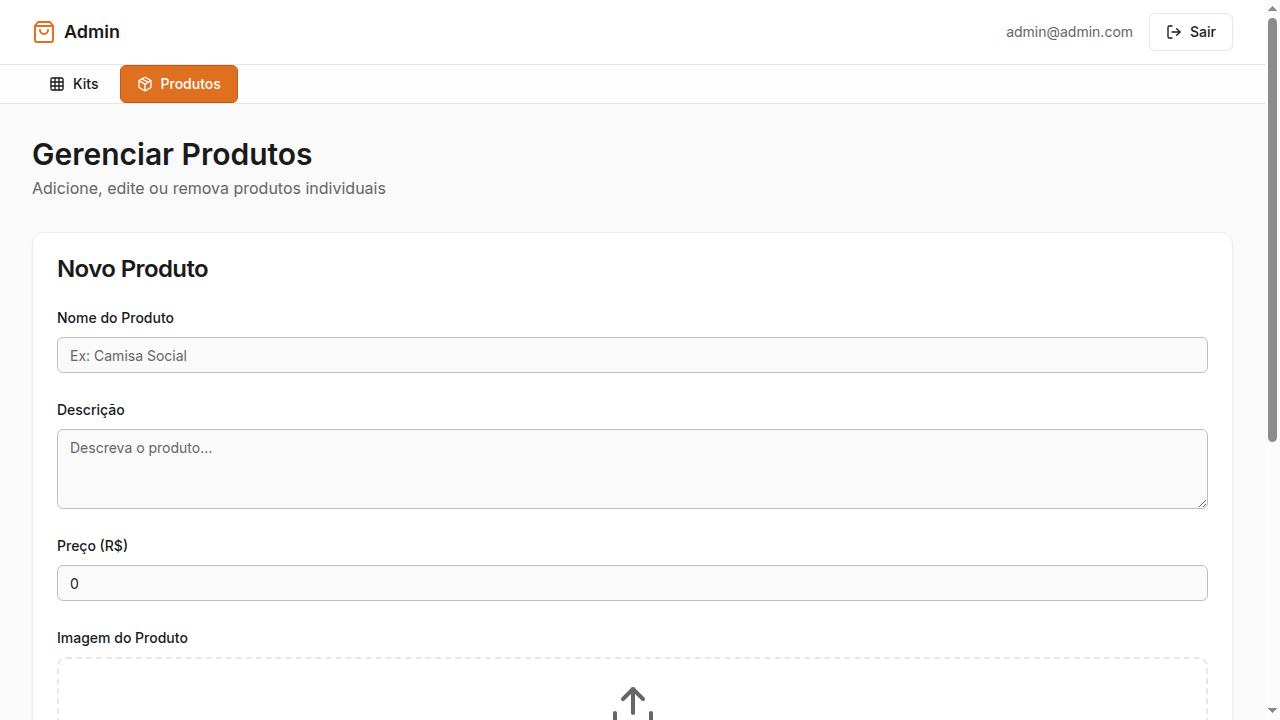 Admin
admin@admin.com
Sair
Kits
Produtos
Gerenciar Produtos
Adicione, edite ou remova produtos individuais
Novo Produto
Nome do Produto
Ex: Camisa Social
Descrição
Descreva o produto...
Preço (R$)
0
Imagem do Produto